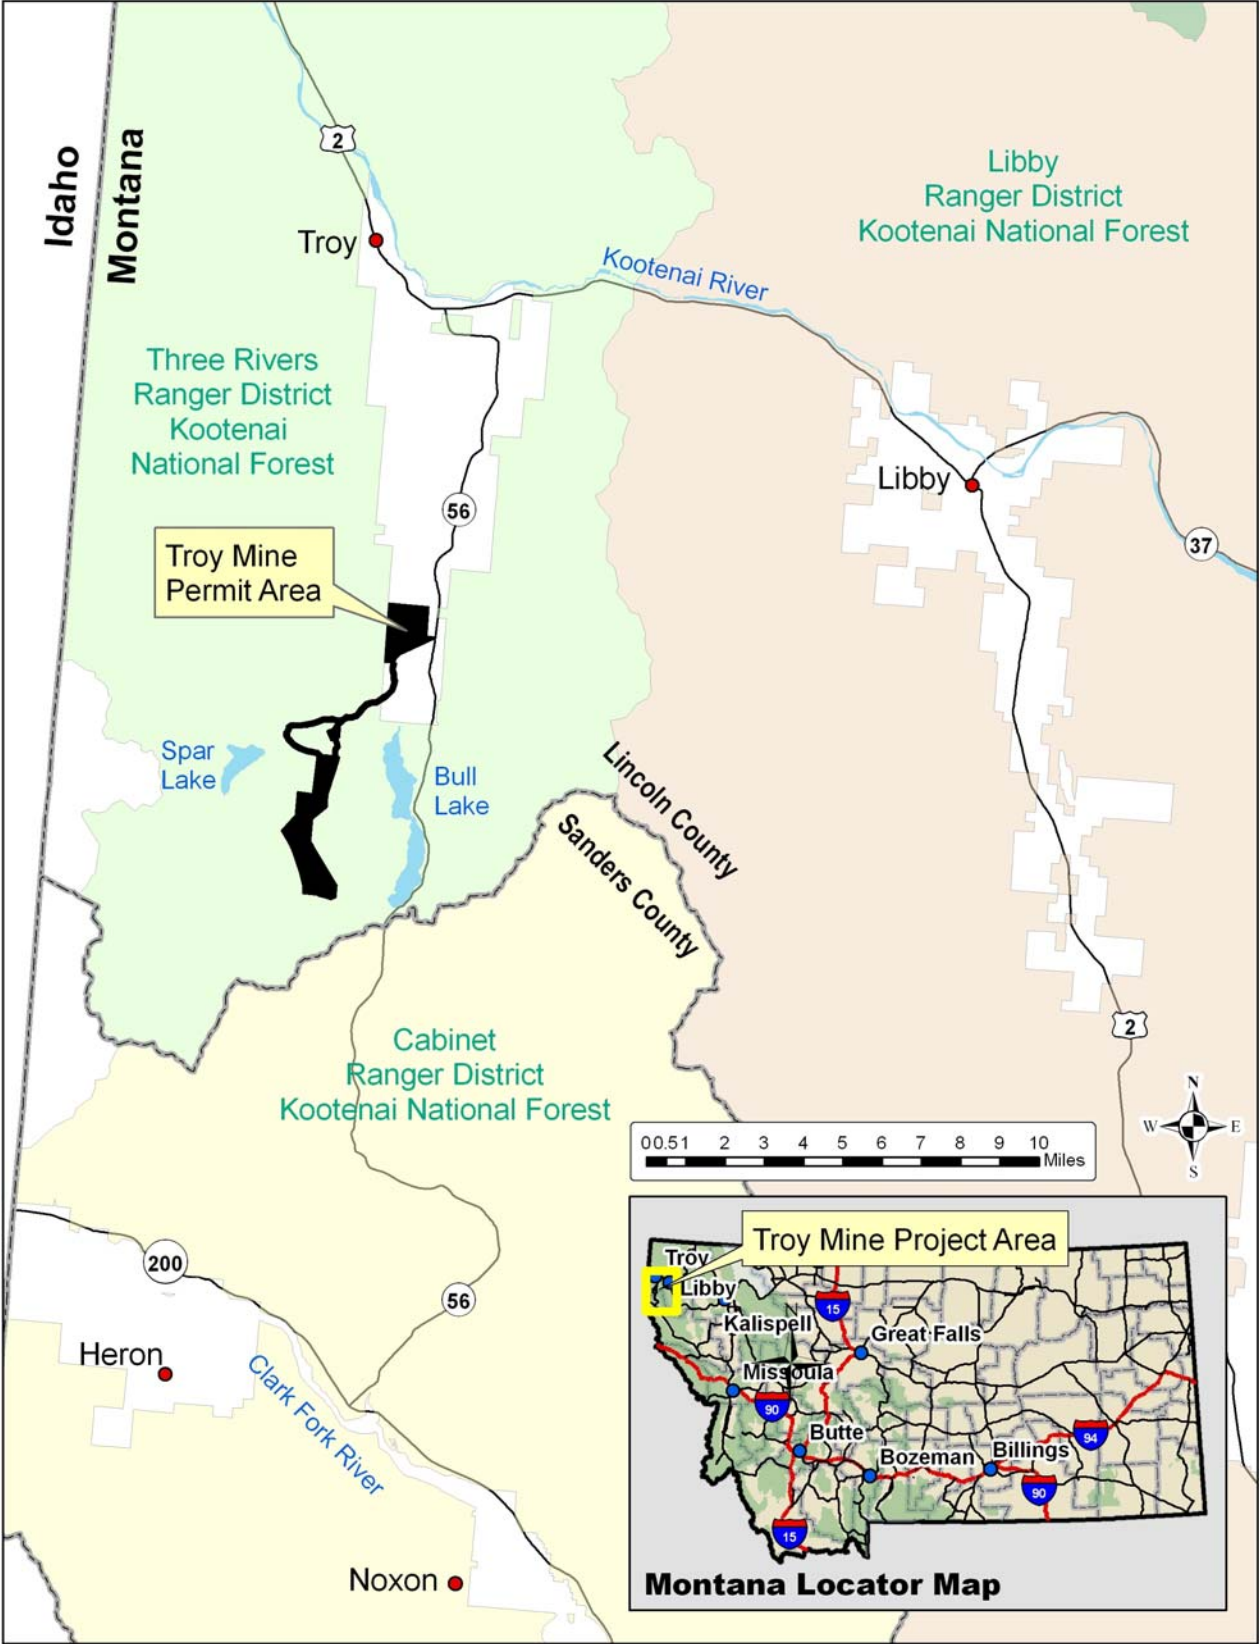 Idaho
Montana
2
Troy
Libby
Ranger District
Kootenai National Forest
Kootenai River
Three Rivers
Ranger District
Kootenai
National Forest
56
Libby
37
Troy Mine
Permit Area
Spar
Lake
Bull
Lake
Lincoln County
Sanders County
2
Cabinet
Ranger District
Kootenai National Forest
N
W
E
S
0 0.5 1 2 3 4 5 6 7 8 9 10
Miles
200
56
Heron
Clark Fork River
Noxon
Troy Mine Project Area
Troy
Libby
Kalispell
N
15
Great Falls
Missoula
90
Butte
94
Bozeman
Billings
90
15
Montana Locator Map